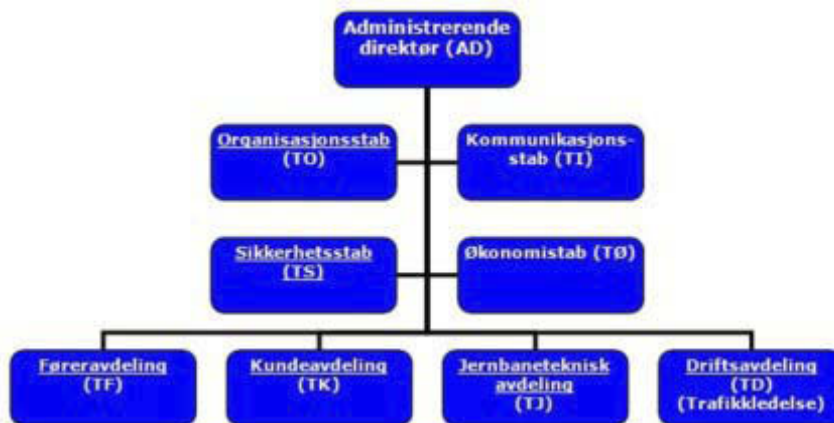 Administrerende
direktør (AD)
Organisasjonsstab
(TO)
Kommunikasjons-
stab (TI)
Sikkerhetsstab
(TS)
Økonomistab (TØ)
Føreravdeling
(TF)
Kundeavdeling
(TK)
Jernbaneteknisk
avdeling
(TJ)
Driftsavdeling
(TD)
(Trafikkledelse)